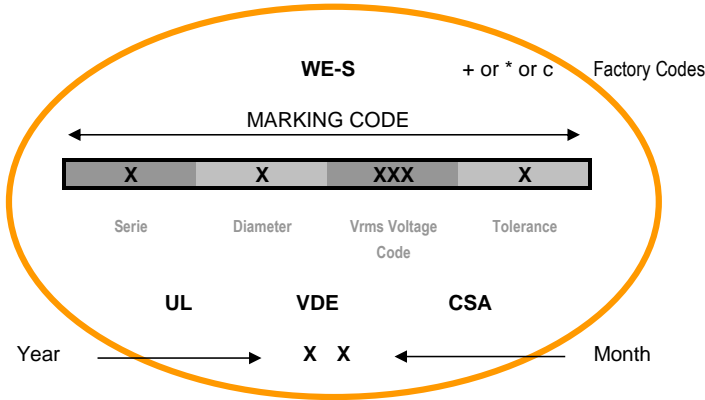 WE-S + or * or c Factory Codes
MARKING CODE
X X XXX X
Serie Diameter Vrms Voltage Tolerance
Code
UL VDE CSA
Year X X Month